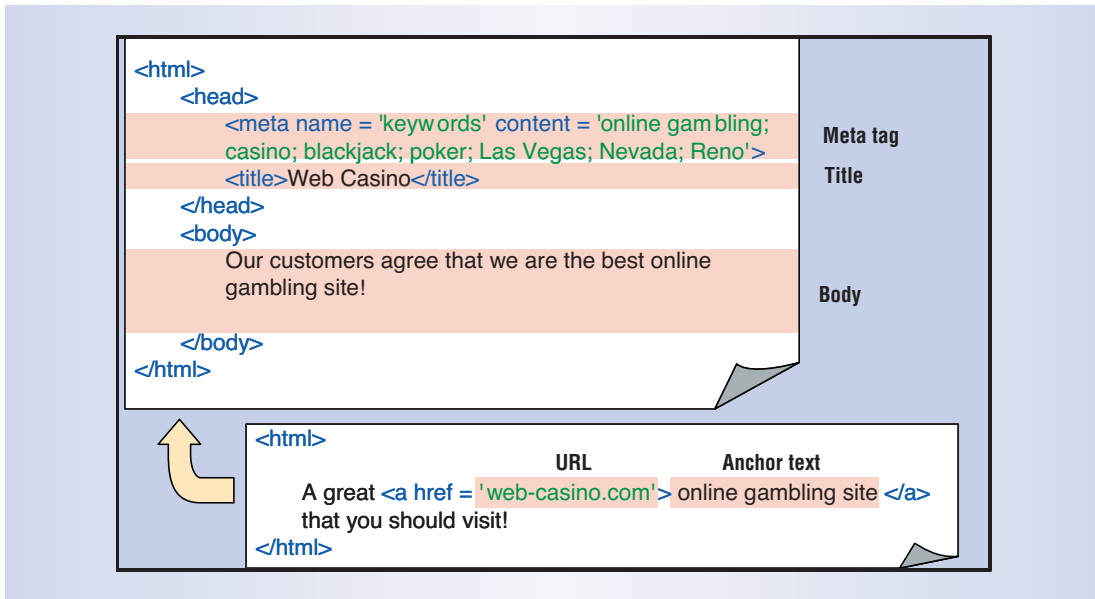 <html>
<head>
<meta name = 'keywords' content = 'online gambling;
casino; blackjack; poker; Las Vegas; Nevada; Reno'>
Meta tag
<title>Web Casino</title>
Title
</head>
<body>
Our customers agree that we are the best online
gambling site!
Body
</body>
</html>
<html>
URL
Anchor text
A great <a href = 'web-casino.com'> online gambling site </a>
that you should visit!
</html>